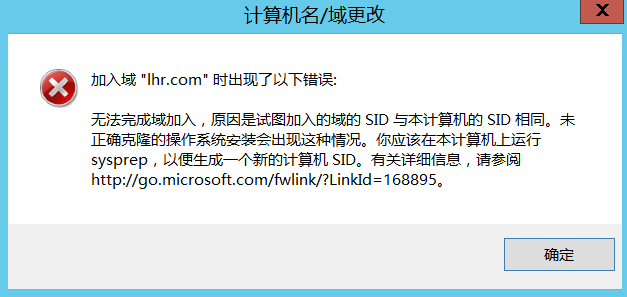 计算机名/域更改
X
加入域 "lhr.com" 时出现了以下错误:
无法完成域加入，原因是试图加入的域的 SID 与本计算机的 SID 相同。未
正确克隆的操作系统安装会出现这种情况。你应该在本计算机上运行
sysprep，以便生成一个新的计算机 SID。有关详细信息，请参阅
http://go.microsoft.com/fwlink/?LinkId=168895。
确定